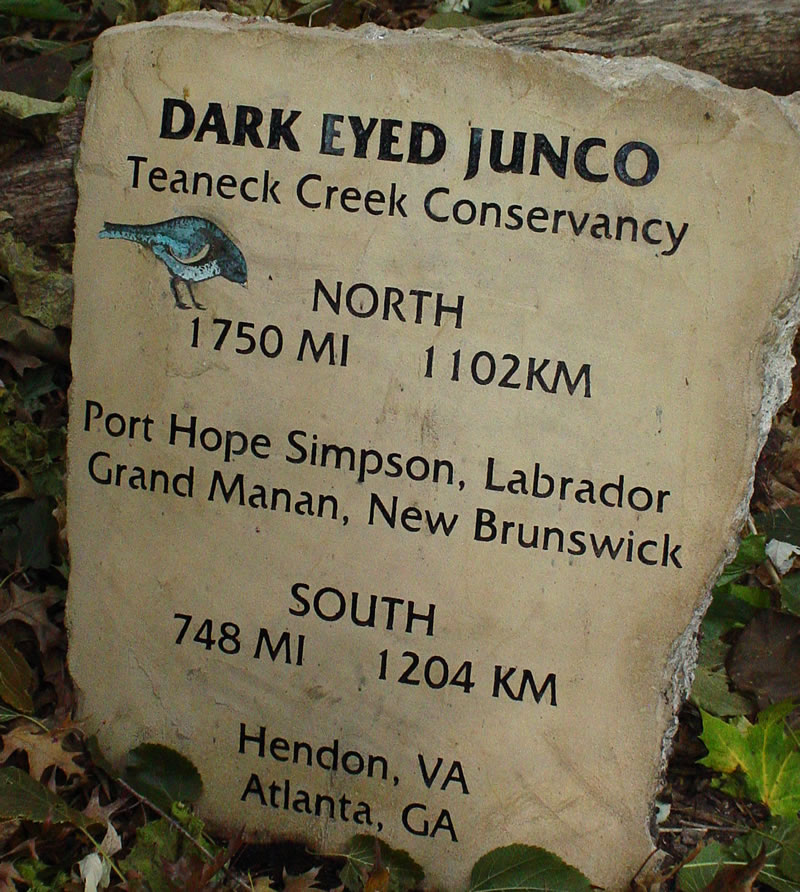 DARK EYED JUNCO
Teaneck Creek Conservancy
NORTH
1750 MI 1102KM
Port Hope Simpson, Labrador
Grand Manan, New Brunswick
SOUTH
748 MI 1204 KM
Hendon, VA
Atlanta, GA